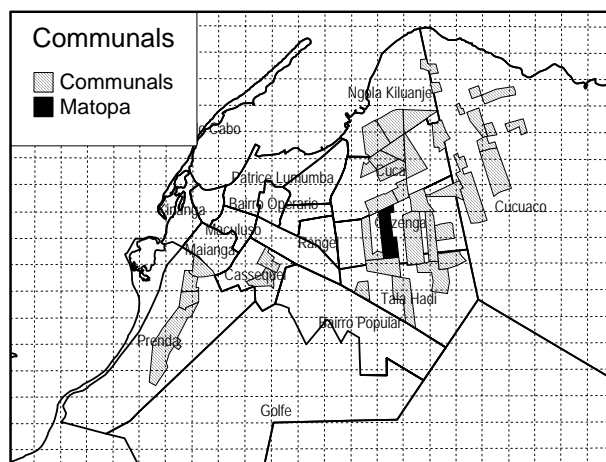 Communals
Communals
Matopa
Ngola Kiluanje
Cabo
Patrice Lumumba
Cuca
Bairro Operario
Kinanga
Cucuaco
Maculuso
Cazenga
Rangel
Maianga
Cassequel
Tala Hadi
Bairro Popular
Prenda
Golfe